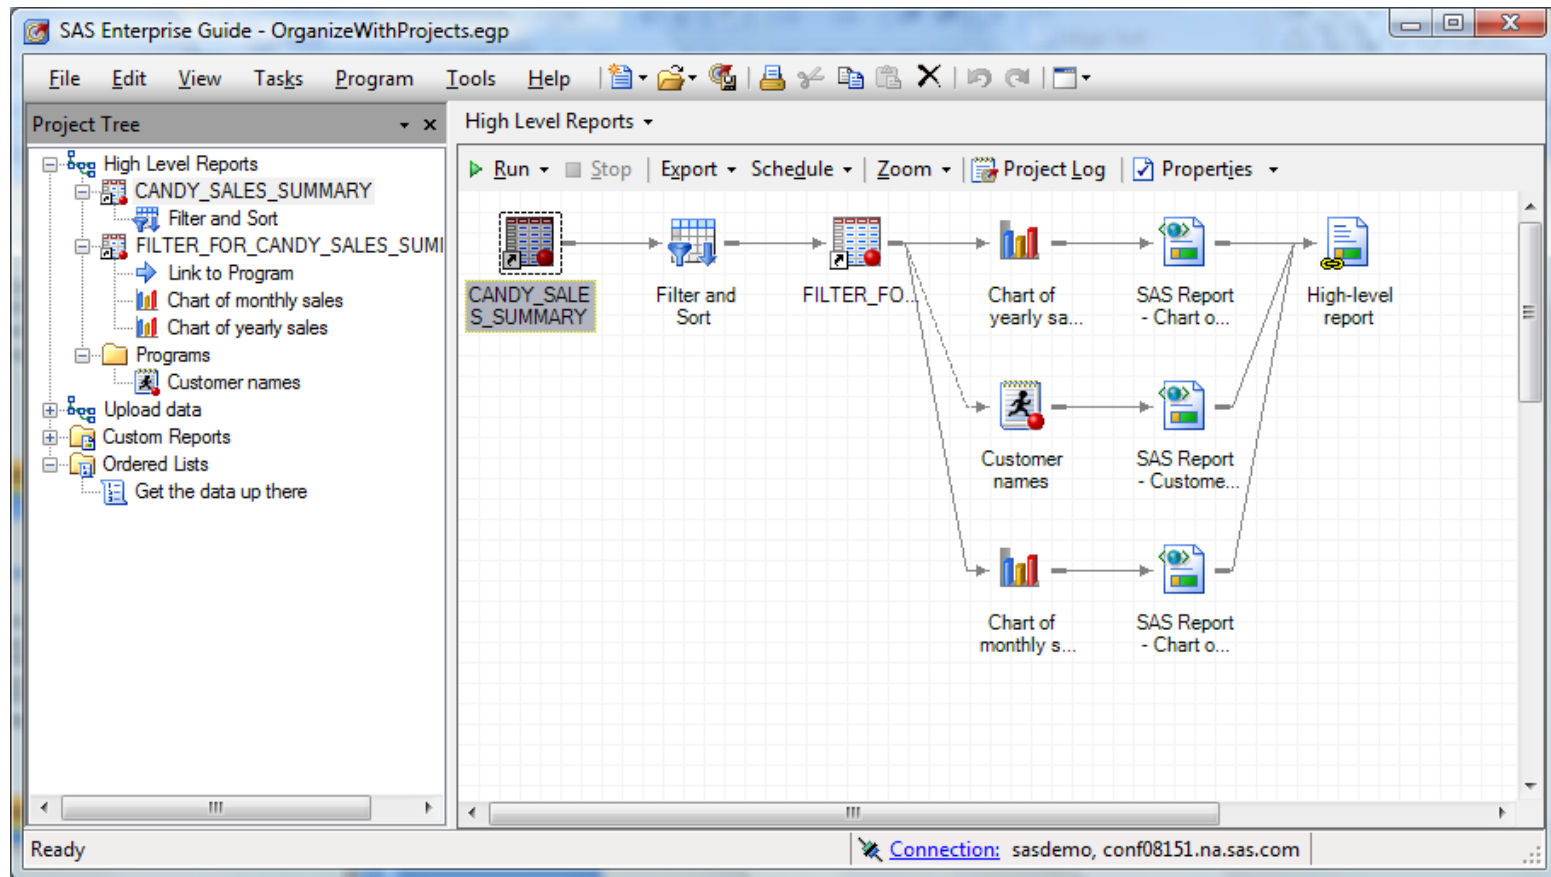 SAS Enterprise Guide - OrganizeWithProjects.egp
File Edit View Tasks Program Tools Help
Project Tree
High Level Reports
CANDY_SALES_SUMMARY
Filter and Sort
FILTER_FOR_CANDY_SALES_SUMI
Link to Program
Chart of monthly sales
Chart of yearly sales
Programs
Customer names
Upload data
Custom Reports
Ordered Lists
Get the data up there
High Level Reports
Run Stop Export Schedule Zoom Project Log Properties
CANDY_SALE
S_SUMMARY
Filter and
Sort
FILTER_FO...
Chart of
yearly sa...
SAS Report
- Chart o...
High-level
report
Customer
names
SAS Report
- Custome...
Chart of
monthly s...
SAS Report
- Chart o...
Ready
Connection: sasdemo, conf08151.na.sas.com